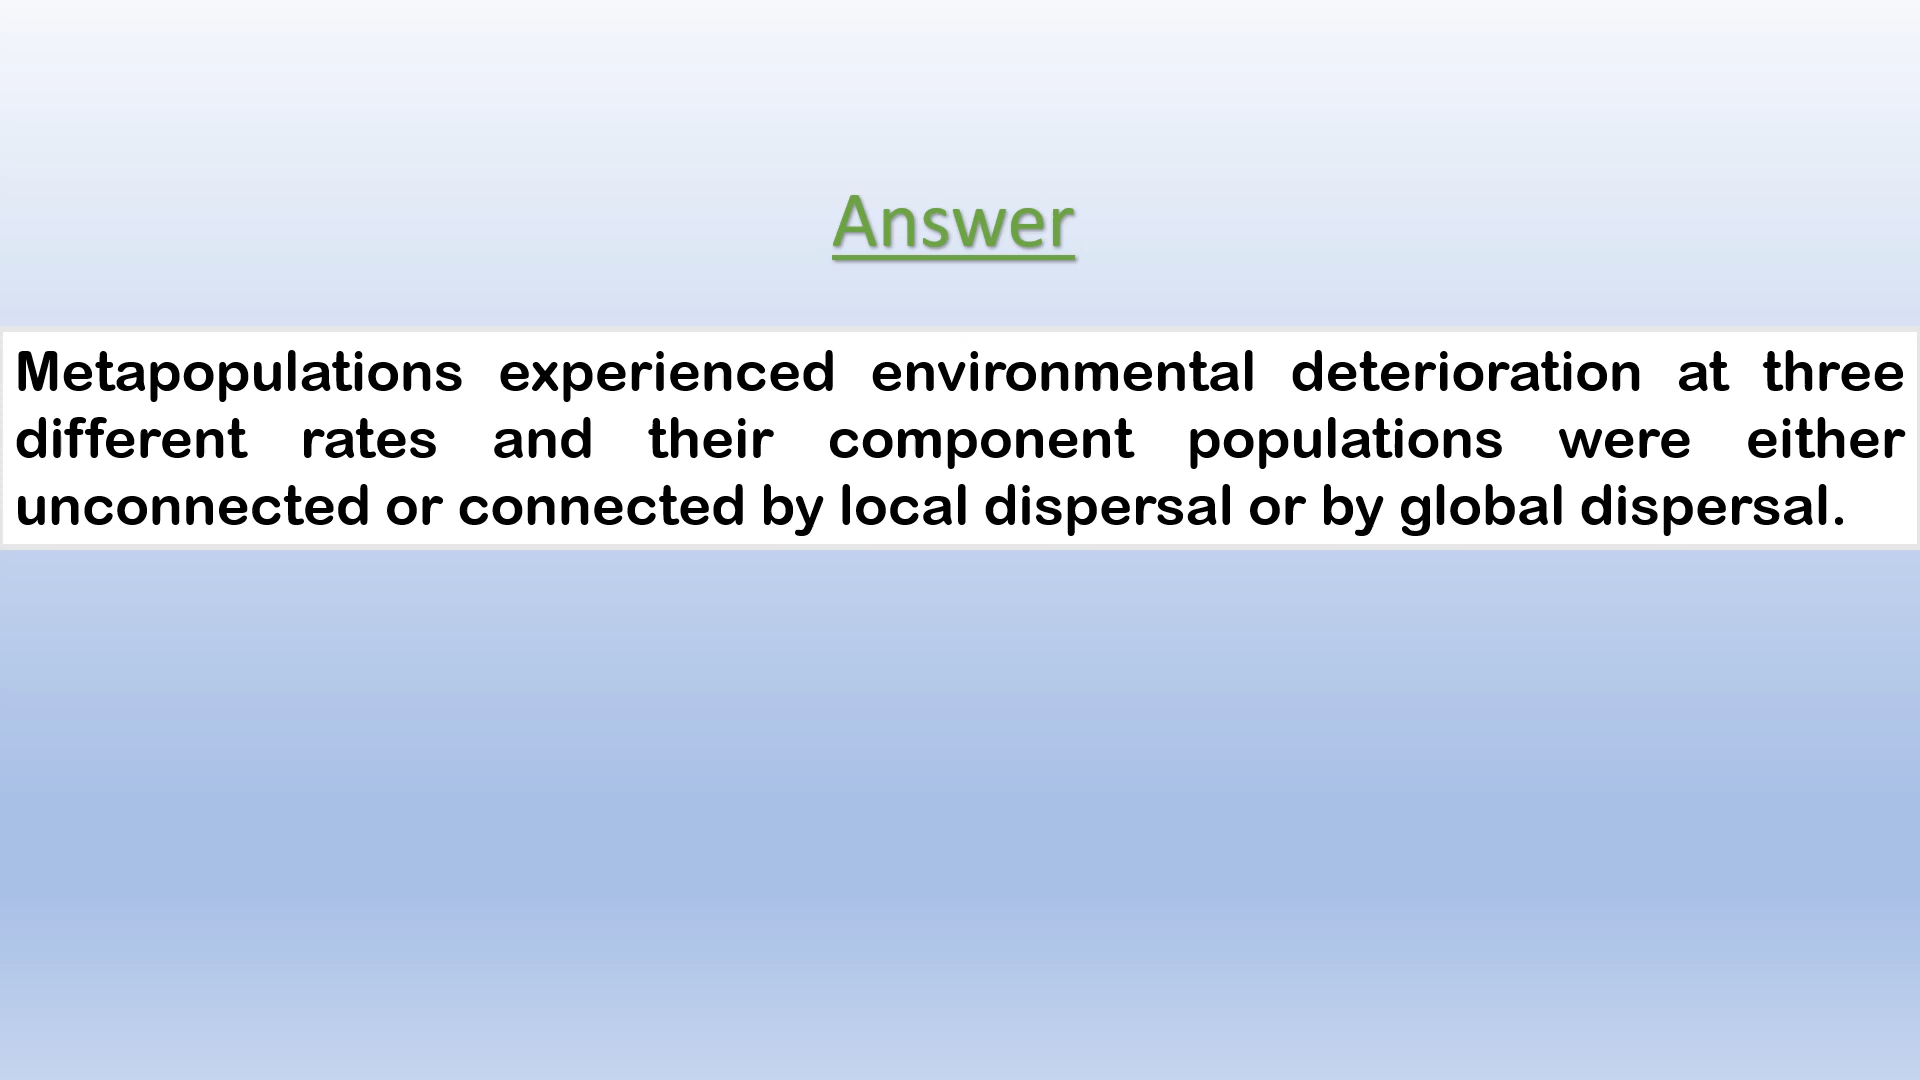 Answer
Metapopulations experienced environmental deterioration at three
different rates and their component populations were either
unconnected or connected by local dispersal or by global dispersal.